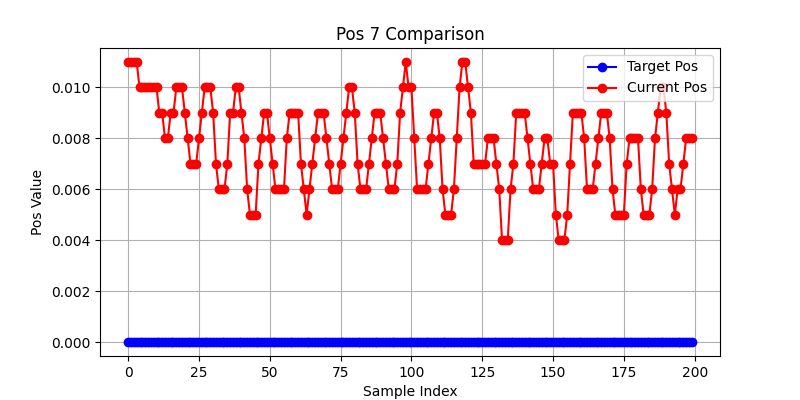 Pos 7 Comparison
Target Pos
Current Pos
0.010
0.008
0.006
0.004
0.002
0.000
Pos Value
0 25 50 75 100 125 150 175 200
Sample Index